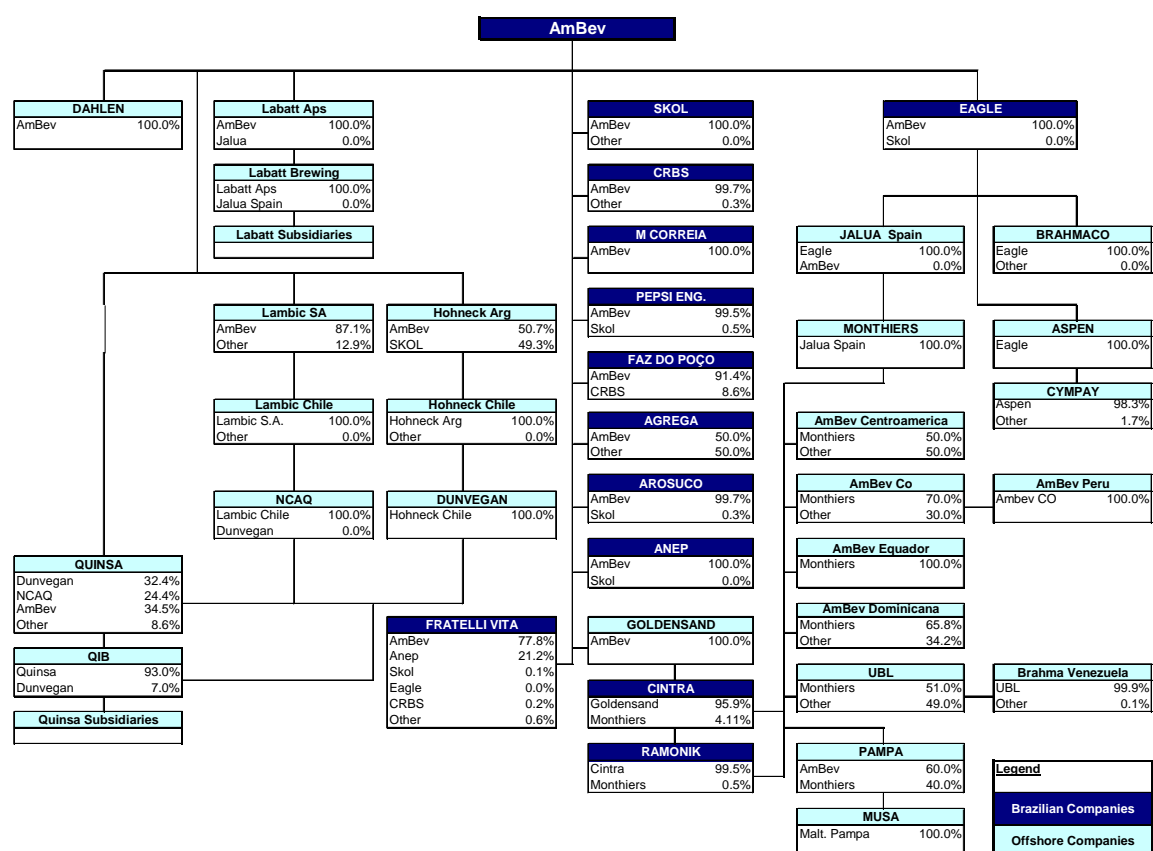 AmBev
DAHLEN
AmBev 100.0%
Labatt Aps
AmBev 100.0%
Jalua 0.0%
Labatt Brewing
Labatt Aps 100.0%
Jalua Spain 0.0%
Labatt Subsidiaries
SKOL
AmBev 100.0%
Other 0.0%
CRBS
AmBev 99.7%
Other 0.3%
M CORREIA
AmBev 100.0%
PEPSI ENG.
AmBev 99.5%
Skol 0.5%
FAZ DO POÇO
AmBev 91.4%
CRBS 8.6%
AGREGA
AmBev 50.0%
Other 50.0%
AROSUCO
AmBev 99.7%
Skol 0.3%
ANEP
AmBev 100.0%
Skol 0.0%
EAGLE
AmBev 100.0%
Skol 0.0%
JALUA Spain
Eagle 100.0%
AmBev 0.0%
BRAHMACO
Eagle 100.0%
Other 0.0%
MONTHIERS
Jalua Spain 100.0%
ASPEN
Eagle 100.0%
CYMPAY
Aspen 98.3%
Other 1.7%
Lambic SA
AmBev 87.1%
Other 12.9%
Hohneck Arg
AmBev 50.7%
SKOL 49.3%
Lambic Chile
Lambic S.A. 100.0%
Other 0.0%
Hohneck Chile
Hohneck Arg 100.0%
Other 0.0%
NCAQ
Lambic Chile 100.0%
Dunvegan 0.0%
DUNVEGAN
Hohneck Chile 100.0%
QUINSA
Dunvegan 32.4%
NCAQ 24.4%
AmBev 34.5%
Other 8.6%
QIB
Quinsa 93.0%
Dunvegan 7.0%
Quinsa Subsidiaries
FRATELLI VITA
AmBev 77.8%
Anep 21.2%
Skol 0.1%
Eagle 0.0%
CRBS 0.2%
Other 0.6%
GOLDENSAND
AmBev 100.0%
CINTRA
Goldensand 95.9%
Monthiers 4.11%
RAMONIK
Cintra 99.5%
Monthiers 0.5%
AmBev Centroamerica
Monthiers 50.0%
Other 50.0%
AmBev Co
Monthiers 70.0%
Other 30.0%
AmBev Peru
Ambev CO 100.0%
AmBev Equador
Monthiers 100.0%
AmBev Dominicana
Monthiers 65.8%
Other 34.2%
UBL
Monthiers 51.0%
Other 49.0%
Brahma Venezuela
UBL 99.9%
Other 0.1%
PAMPA
AmBev 60.0%
Monthiers 40.0%
MUSA
Malt. Pampa 100.0%
Legend
Brazilian Companies
Offshore Companies